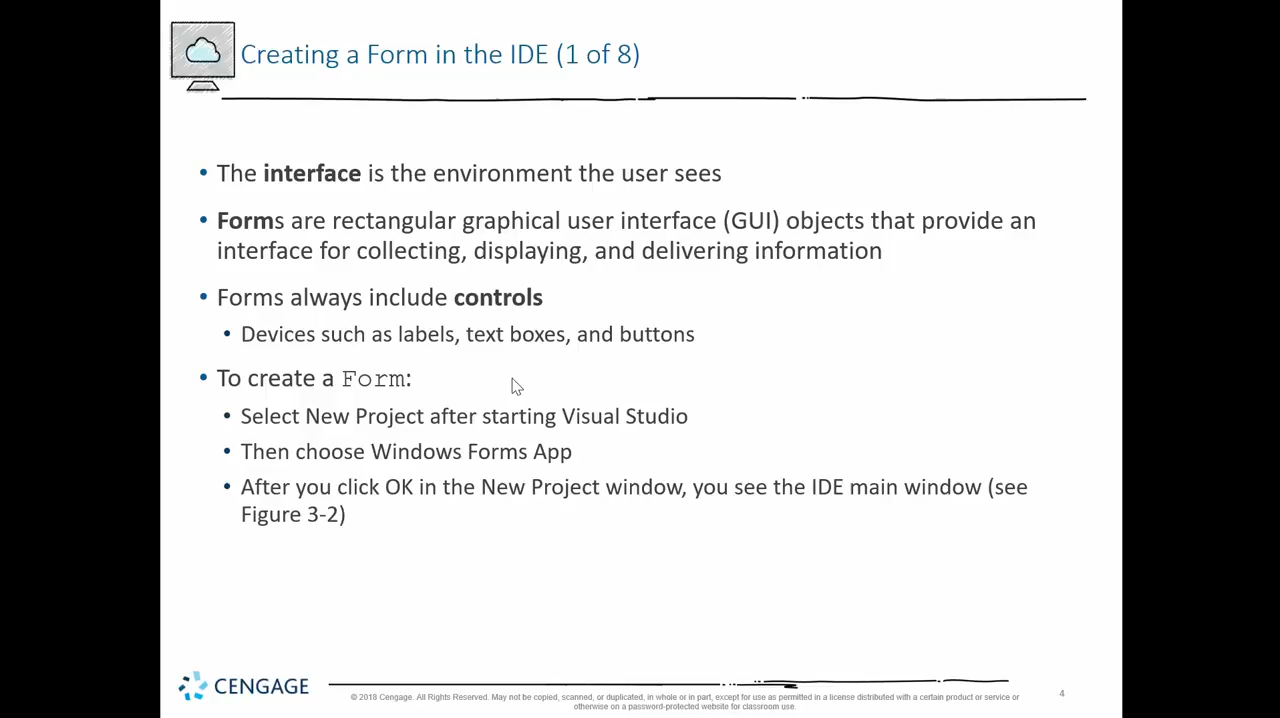 Creating a Form in the IDE (1 of 8)
• The interface is the environment the user sees
• Forms are rectangular graphical user interface (GUI) objects that provide an
interface for collecting, displaying, and delivering information
• Forms always include controls
• Devices such as labels, text boxes, and buttons
• To create a Form:
• Select New Project after starting Visual Studio
• Then choose Windows Forms App
• After you click OK in the New Project window, you see the IDE main window (see
Figure 3-2)
CENGAGE
© 2018 Cengage. All Rights Reserved. May not be copied, scanned, or duplicated, in whole or in part, except for use as permitted in a license distributed with a certain product or service or
otherwise on a password-protected website for classroom use.
4